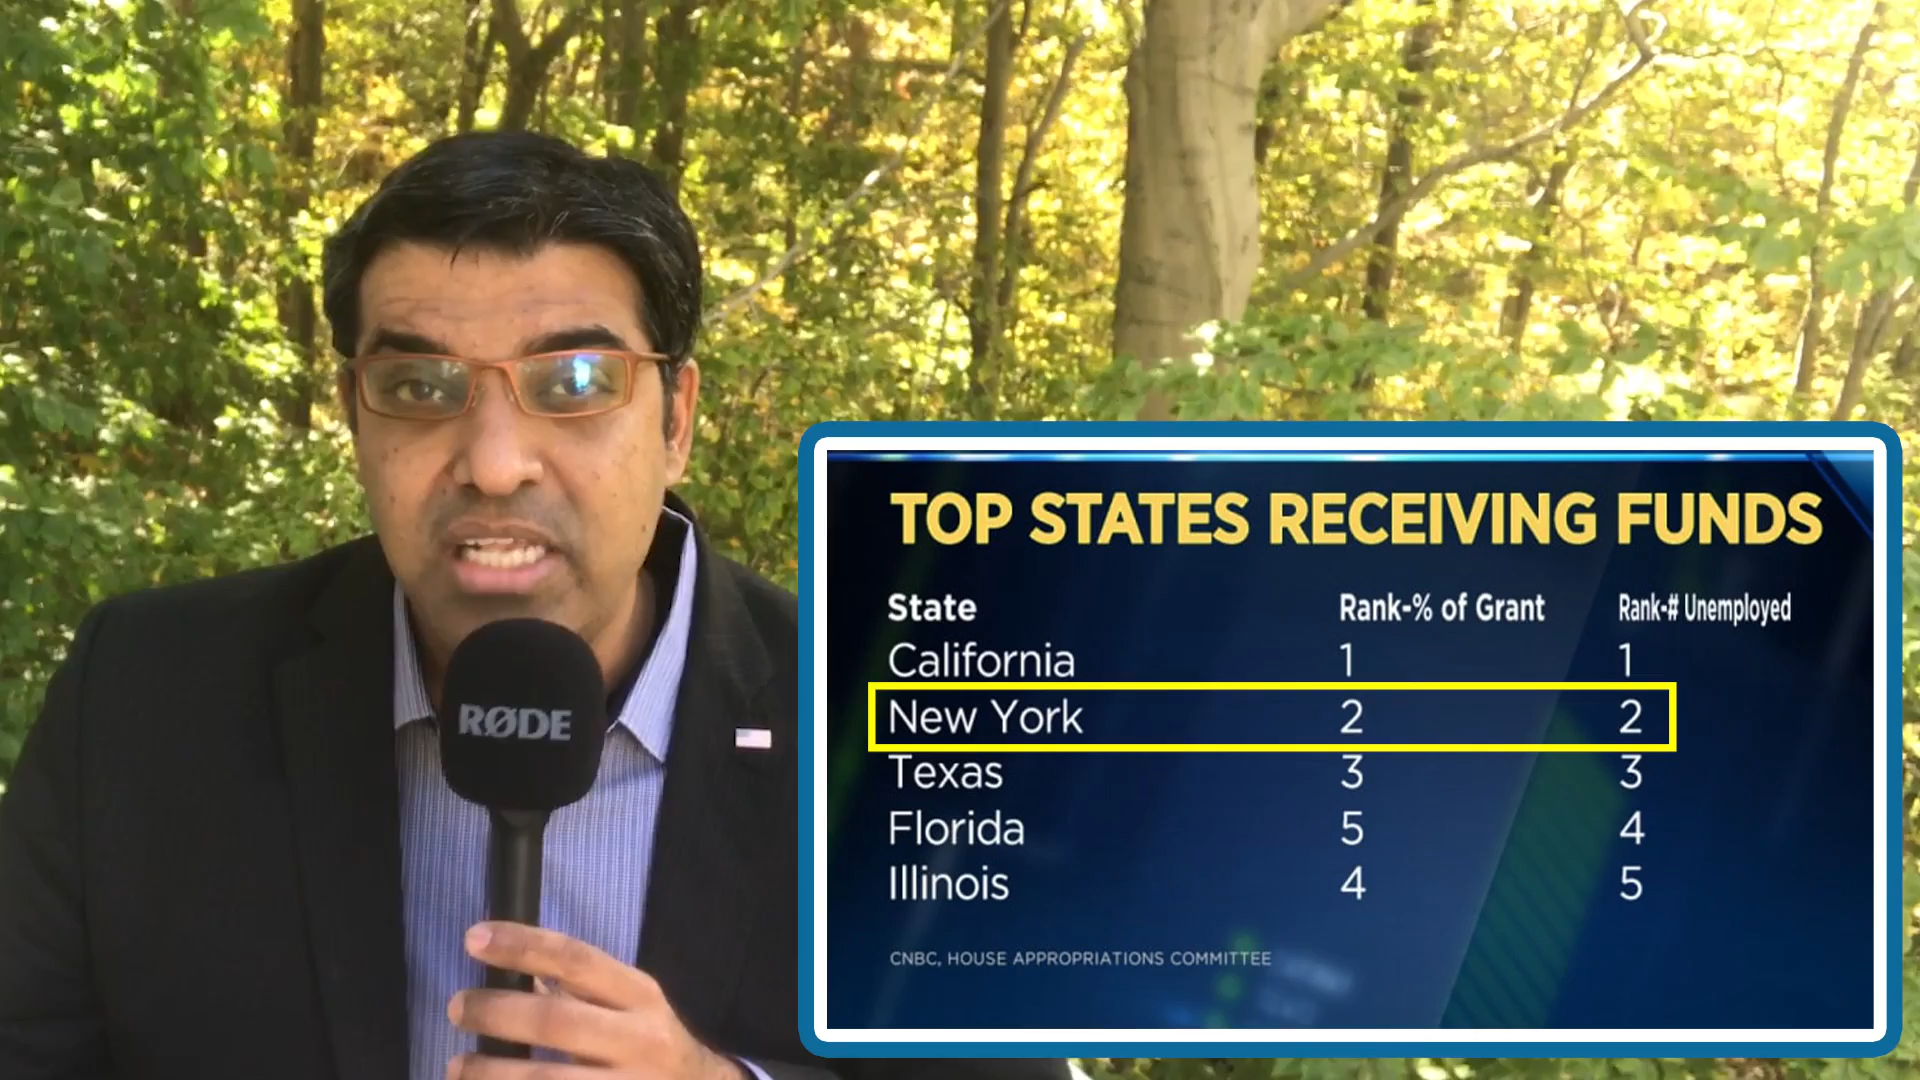 RØDE
TOP STATES RECEIVING FUNDS
State Rank-% of Grant Rank-# Unemployed
California 1 1
New York 2 2
Texas 3 3
Florida 5 4
Illinois 4 5
CNBC, HOUSE APPROPRIATIONS COMMITTEE